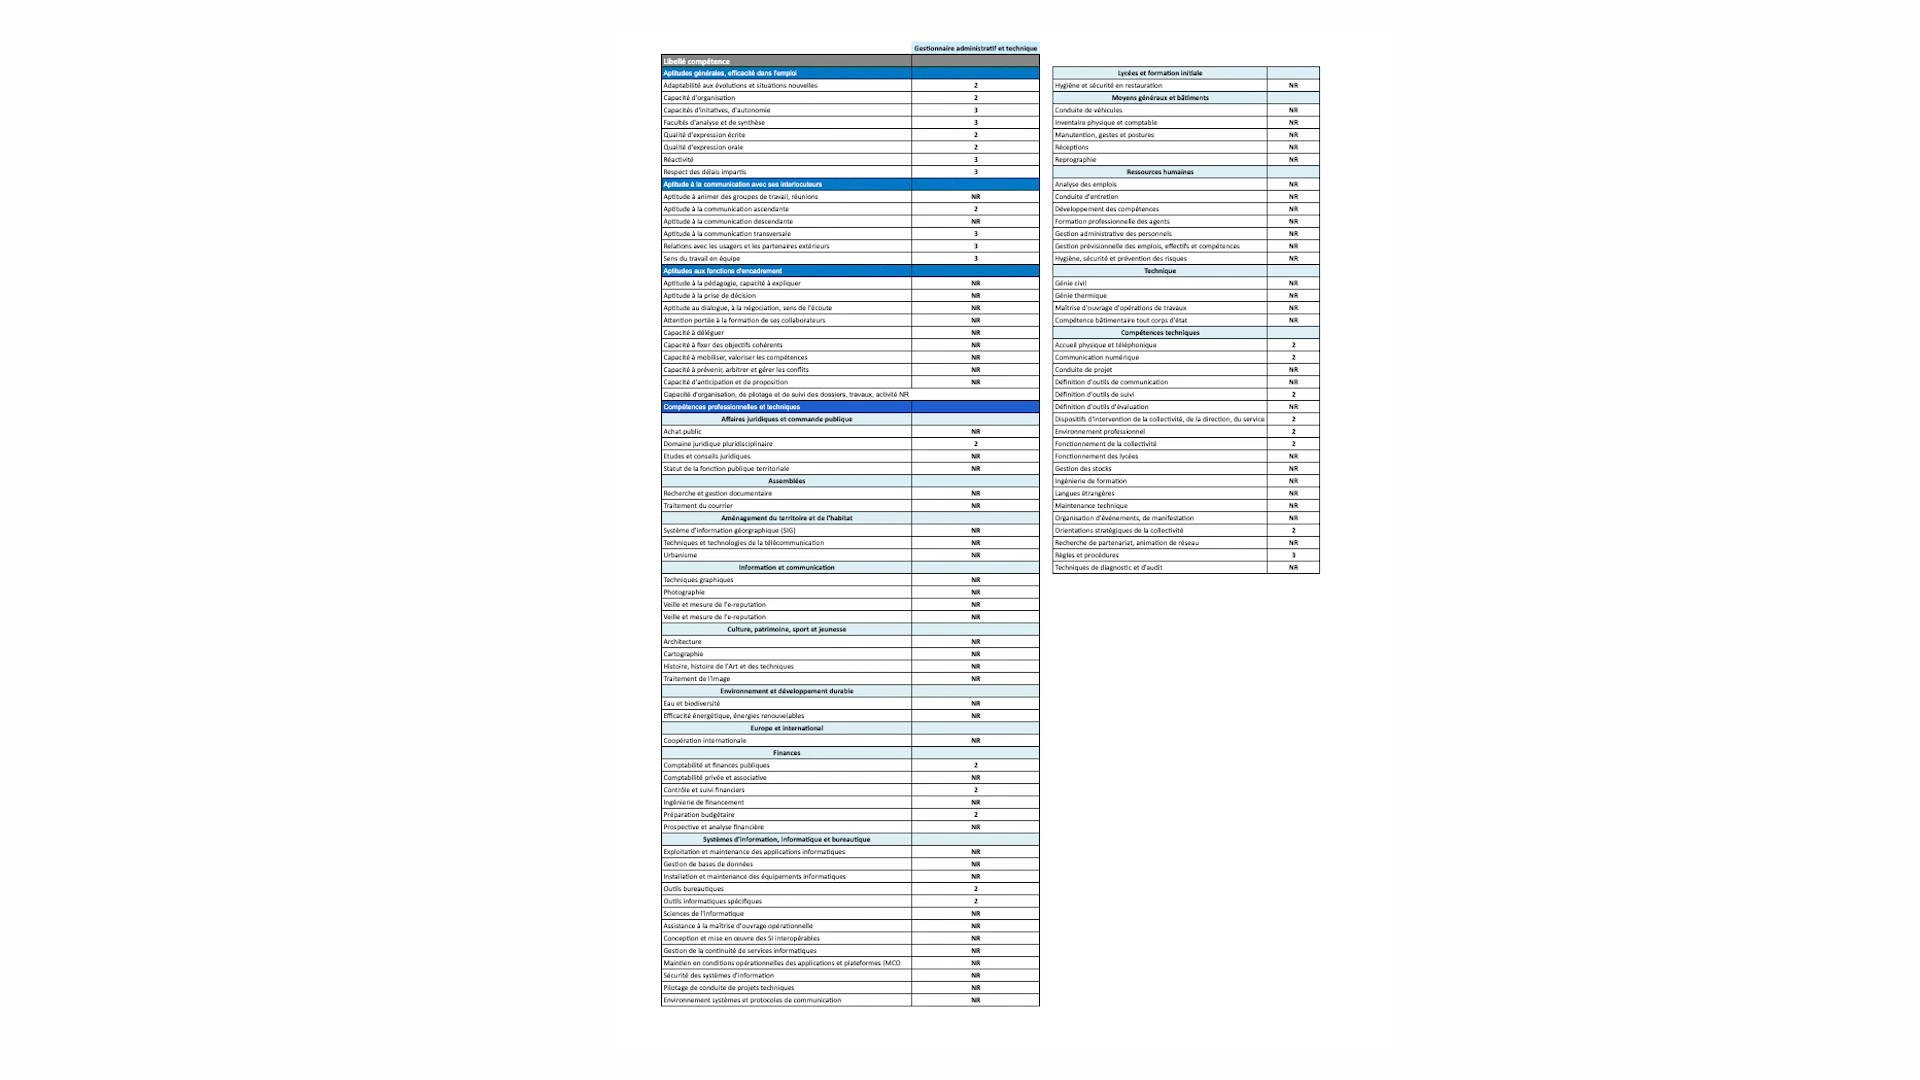 Gestionnaire administratif et technique
Libellé compétence
Aptitudes générales, efficacité dans l'emploi
Adaptabilité aux évolutions et situations nouvelles 2
Capacité d'organisation 2
Capacités d'initatives, d'autonomie 3
Facultés d'analyse et de synthèse 3
Qualité d'expression écrite 2
Qualité d'expression orale 2
Réactivité 3
Respect des délais impartis 3
Aptitude à la communication avec ses interlocuteurs
Aptitude à animer des groupes de travail, réunions NR
Aptitude à la communication ascendante 2
Aptitude à la communication descendante NR
Aptitude à la communication transversale 3
Relations avec les usagers et les partenaires extérieurs 3
Sens du travail en équipe 3
Aptitudes aux fonctions d'encadrement
Aptitude à la pédagogie, capacité à expliquer NR
Aptitude à la prise de décision NR
Aptitude au dialogue, à la négociation, sens de l'écoute NR
Attention portée à la formation de ses collaborateurs NR
Capacité à déléguer NR
Capacité à fixer des objectifs cohérents NR
Capacité à mobiliser, valoriser les compétences NR
Capacité à prévenir, arbitrer et gérer les conflits NR
Capacité d'anticipation et de proposition NR
Capacité d'organisation, de pilotage et de suivi des dossiers, travaux, activité NR
Compétences professionnelles et techniques
Affaires juridiques et commande publique
Achat public NR
Domaine juridique pluridisciplinaire 2
Etudes et conseils juridiques NR
Statut de la fonction publique territoriale NR
Assemblées
Recherche et gestion documentaire NR
Traitement du courrier NR
Aménagement du territoire et de l'habitat
Système d'information géorgraphique (SIG) NR
Techniques et technologies de la télécommunication NR
Urbanisme NR
Information et communication
Techniques graphiques NR
Photographie NR
Veille et mesure de l'e-reputation NR
Veille et mesure de l'e-reputation NR
Culture, patrimoine, sport et jeunesse
Architecture NR
Cartographie NR
Histoire, histoire de l'Art et des techniques NR
Traitement de l'image NR
Environnement et développement durable
Eau et biodiversité NR
Efficacité énergétique, énergies renouvelables NR
Europe et international
Coopération internationale NR
Finances
Comptabilité et finances publiques 2
Comptabilité privée et associative NR
Contrôle et suivi financiers 2
Ingénierie de financement NR
Préparation budgétaire 2
Prospective et analyse financière NR
Systèmes d'information, informatique et bureautique
Exploitation et maintenance des applications informatiques NR
Gestion de bases de données NR
Installation et maintenance des équipements informatiques NR
Outils bureautiques 2
Outils informatiques spécifiques 2
Sciences de l'informatique NR
Assistance à la maîtrise d'ouvrage opérationnelle NR
Conception et mise en œuvre des SI interopérables NR
Gestion de la continuité de services informatiques NR
Maintien en conditions opérationnelles des applications et plateformes (MCO NR
Sécurité des systèmes d'information NR
Pilotage de conduite de projets techniques NR
Environnement systèmes et protocoles de communication NR
Lycées et formation initiale
Hygiène et sécurité en restauration NR
Moyens généraux et bâtiments
Conduite de véhicules NR
Inventaire physique et comptable NR
Manutention, gestes et postures NR
Réceptions NR
Reprographie NR
Ressources humaines
Analyse des emplois NR
Conduite d'entretien NR
Développement des compétences NR
Formation professionnelle des agents NR
Gestion administrative des personnels NR
Gestion prévisionnelle des emplois, effectifs et compétences NR
Hygiène, sécurité et prévention des risques NR
Technique
Génie civil NR
Génie thermique NR
Maîtrise d'ouvrage d'opérations de travaux NR
Compétence bâtimentaire tout corps d'état NR
Compétences techniques
Accueil physique et téléphonique 2
Communication numérique 2
Conduite de projet NR
Définition d'outils de communication NR
Définition d'outils de suivi 2
Définition d'outils d'évaluation NR
Dispositifs d'intervention de la collectivité, de la direction, du service 2
Environnement professionnel 2
Fonctionnement de la collectivité 2
Fonctionnement des lycées NR
Gestion des stocks NR
Ingénierie de formation NR
Langues étrangères NR
Maintenance technique NR
Organisation d'événements, de manifestation NR
Orientations stratégiques de la collectivité 2
Recherche de partenariat, animation de réseau NR
Règles et procédures 3
Techniques de diagnostic et d'audit NR